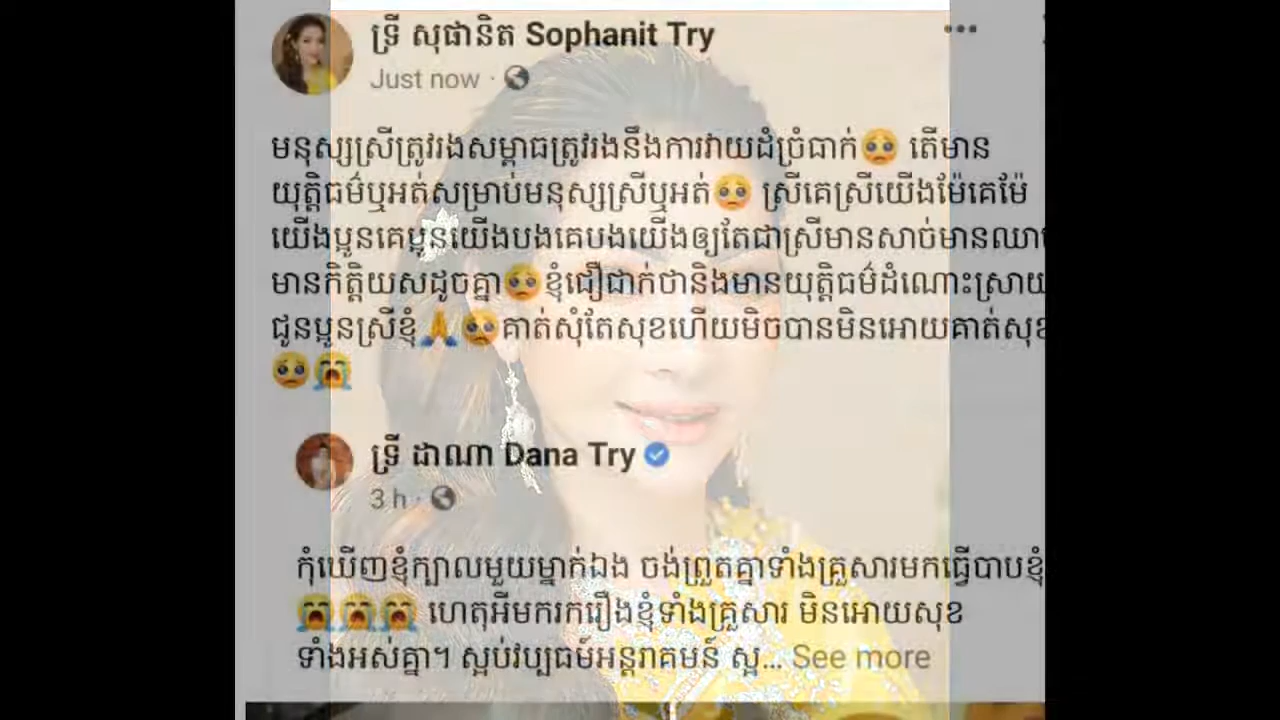 ទ្រី សុផានិត Sophanit Try
Just now ·
មនុស្សស្រីត្រូវរងសម្ពាធត្រូវរងនឹងការវាយដំច្រំធាក់🥺 តើមាន
យុត្តិធម៌ឬអត់សម្រាប់មនុស្សស្រីឬអត់🥺 ស្រីគេស្រីយើងម៉ែគេម៉ែ
យើងប្អូនគេប្អូនយើងបងគេបងយើងឲ្យតែជាស្រីមានសាច់មានឈាម
មានកិត្តិយសដូចគ្នា🥺ខ្ញុំជឿជាក់ថានិងមានយុត្តិធម៌ដំណោះស្រាយ
ជូនប្អូនស្រីខ្ញុំ🙏🥺គាត់សុំតែសុខហើយមិចបានមិនអោយគាត់សុខ
🥺😭
ទ្រី ដាណា Dana Try
3 h ·
កុំឃើញខ្ញុំក្បាលមួយម្នាក់ឯង ចង់ព្រួតគ្នាទាំងគ្រួសារមកធ្វើបាបខ្ញុំ
😭😭😭 ហេតុអីមករករឿងខ្ញុំទាំងគ្រួសារ មិនអោយសុខ
ទាំងអស់គ្នា។ ស្អប់វប្បធម៍អន្តរាគមន៍ ស្អ... See more